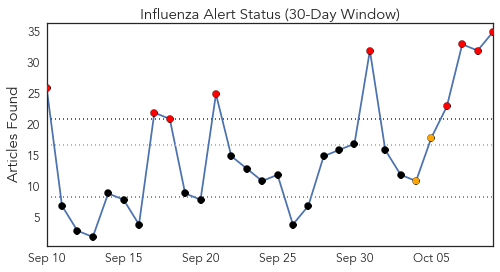 Influenza Alert Status (30-Day Window)
Articles Found
35
30
25
20
15
10
5
Sep 10 Sep 15 Sep 20 Sep 25 Sep 30 Oct 05